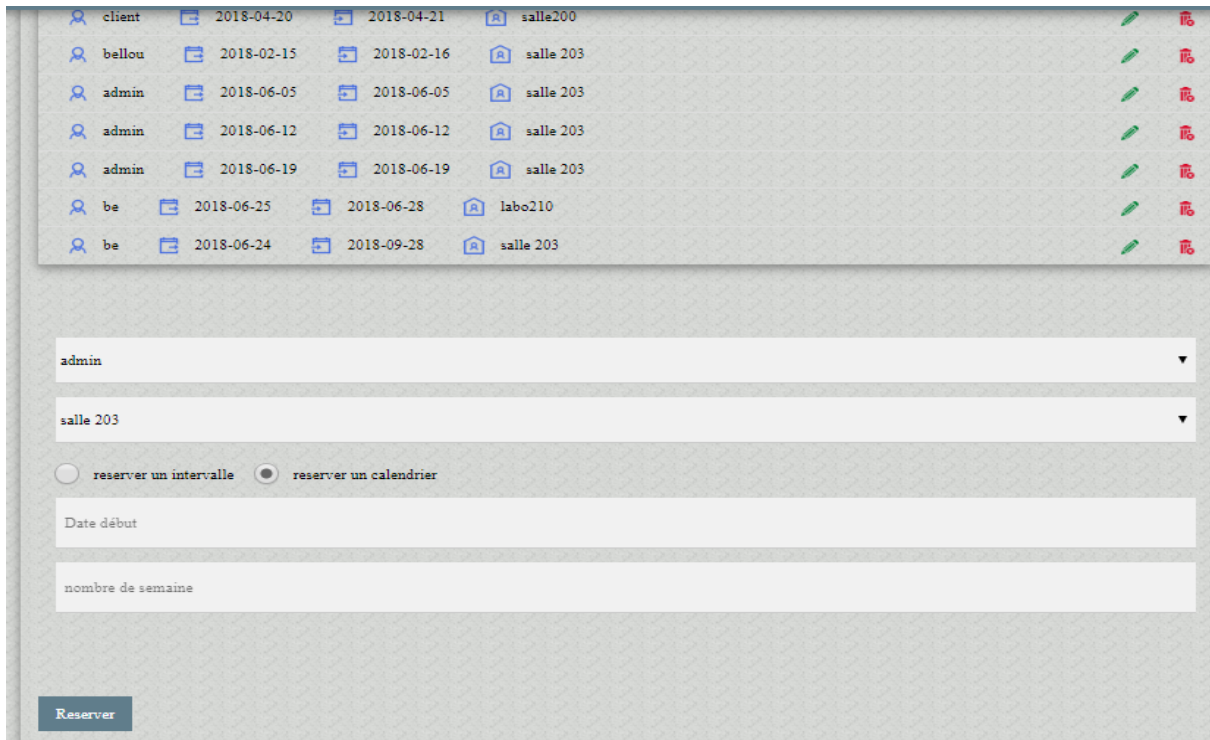 client 2018-04-20 2018-04-21 salle200
bellou 2018-02-15 2018-02-16 salle 203
admin 2018-06-05 2018-06-05 salle 203
admin 2018-06-12 2018-06-12 salle 203
admin 2018-06-19 2018-06-19 salle 203
be 2018-06-25 2018-06-28 labo210
be 2018-06-24 2018-09-28 salle 203
admin
salle 203
reserver un intervalle reserver un calendrier
Date début
nombre de semaine
Reserver